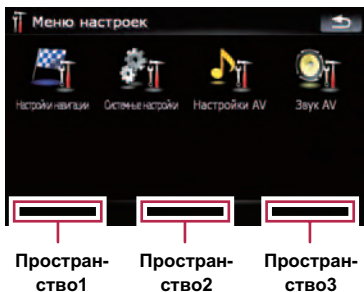 Меню настроек
Настройки навигации Системные настройки Настройки AV Звук AV
Простран- Простран- Простран-
ство1 ство2 ство3